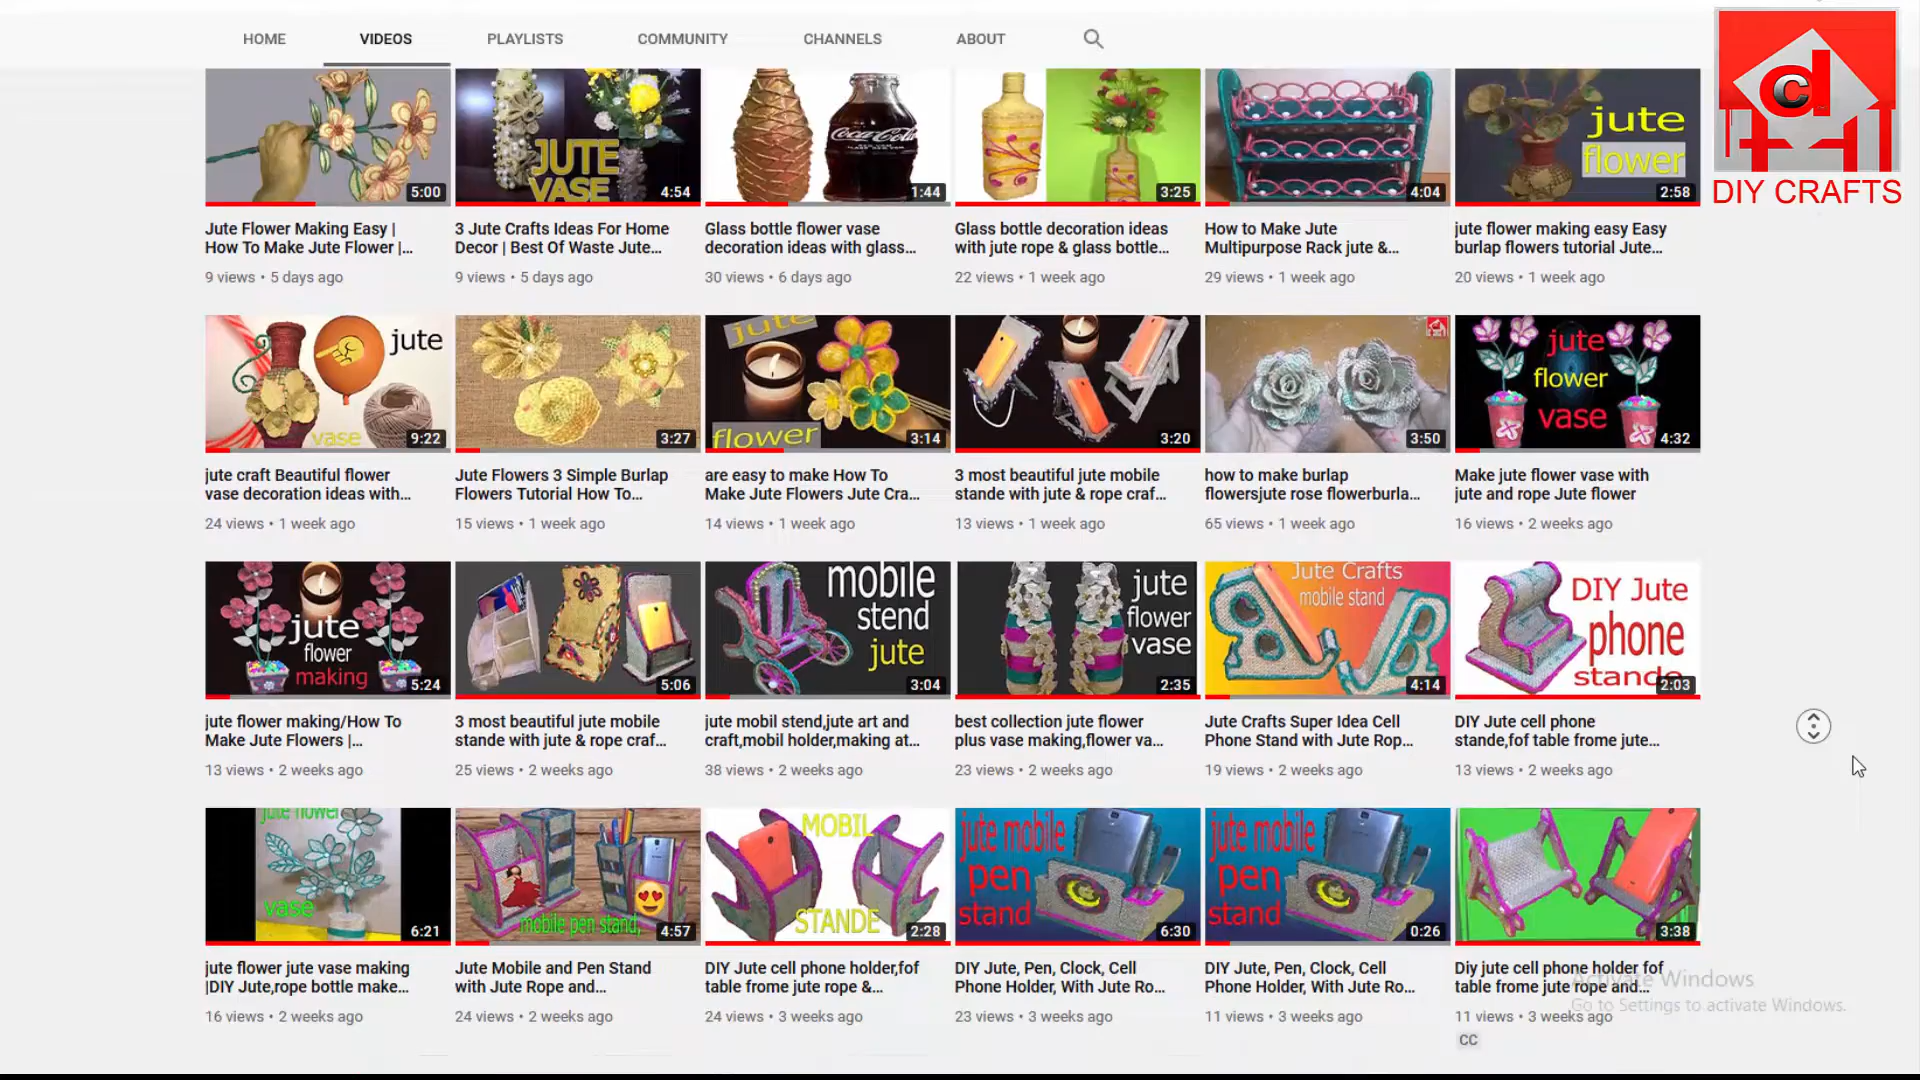 HOME VIDEOS PLAYLISTS COMMUNITY CHANNELS ABOUT
DIY CRAFTS
5:00
JUTE
VASE
4:54
Coca-Cola
1:44
3:25
4:04
jute
flower
2:58
Jute Flower Making Easy |
How To Make Jute Flower |...
9 views • 5 days ago
3 Jute Crafts Ideas For Home
Decor | Best Of Waste Jute...
9 views • 5 days ago
Glass bottle flower vase
decoration ideas with glass...
30 views • 6 days ago
Glass bottle decoration ideas
with jute rope & glass bottle...
22 views • 1 week ago
How to Make Jute
Multipurpose Rack jute &...
29 views • 1 week ago
jute flower making easy Easy
burlap flowers tutorial Jute...
20 views • 1 week ago
jute
vase
9:22
3:27
jute
flower
3:14
3:20
3:50
jute
flower
vase
4:32
jute craft Beautiful flower
vase decoration ideas with...
24 views • 1 week ago
Jute Flowers 3 Simple Burlap
Flowers Tutorial How To...
15 views • 1 week ago
are easy to make How To
Make Jute Flowers Jute Cra...
14 views • 1 week ago
3 most beautiful jute mobile
stande with jute & rope craf...
13 views • 1 week ago
how to make burlap
flowersjute rose flowerburla...
65 views • 1 week ago
Make jute flower vase with
jute and rope Jute flower
16 views • 2 weeks ago
jute
flower
making
5:24
5:06
mobile
stend
jute
3:04
jute
flower
vase
2:35
Jute Crafts
mobile stand
4:14
DIY Jute
phone
stande
2:03
jute flower making/How To
Make Jute Flowers |...
13 views • 2 weeks ago
3 most beautiful jute mobile
stande with jute & rope craf...
25 views • 2 weeks ago
jute mobil stend,jute art and
craft,mobil holder,making at...
38 views • 2 weeks ago
best collection jute flower
plus vase making,flower va...
23 views • 2 weeks ago
Jute Crafts Super Idea Cell
Phone Stand with Jute Rop...
19 views • 2 weeks ago
DIY Jute cell phone
stande,fof table frome jute...
13 views • 2 weeks ago
jute flower
vase
6:21
mobile pen stand,
4:57
MOBIL
STANDE
2:28
jute mobile
pen
stand
6:30
jute mobile
pen
stand
0:26
3:38
jute flower jute vase making
|DIY Jute,rope bottle make...
16 views • 2 weeks ago
Jute Mobile and Pen Stand
with Jute Rope and...
24 views • 2 weeks ago
DIY Jute cell phone holder,fof
table frome jute rope &...
24 views • 3 weeks ago
DIY Jute, Pen, Clock, Cell
Phone Holder, With Jute Ro...
23 views • 3 weeks ago
DIY Jute, Pen, Clock, Cell
Phone Holder, With Jute Ro...
11 views • 3 weeks ago
Diy jute cell phone holder fof
table frome jute rope and...
11 views • 3 weeks ago
CC
Activate Windows
Go to Settings to activate Windows.